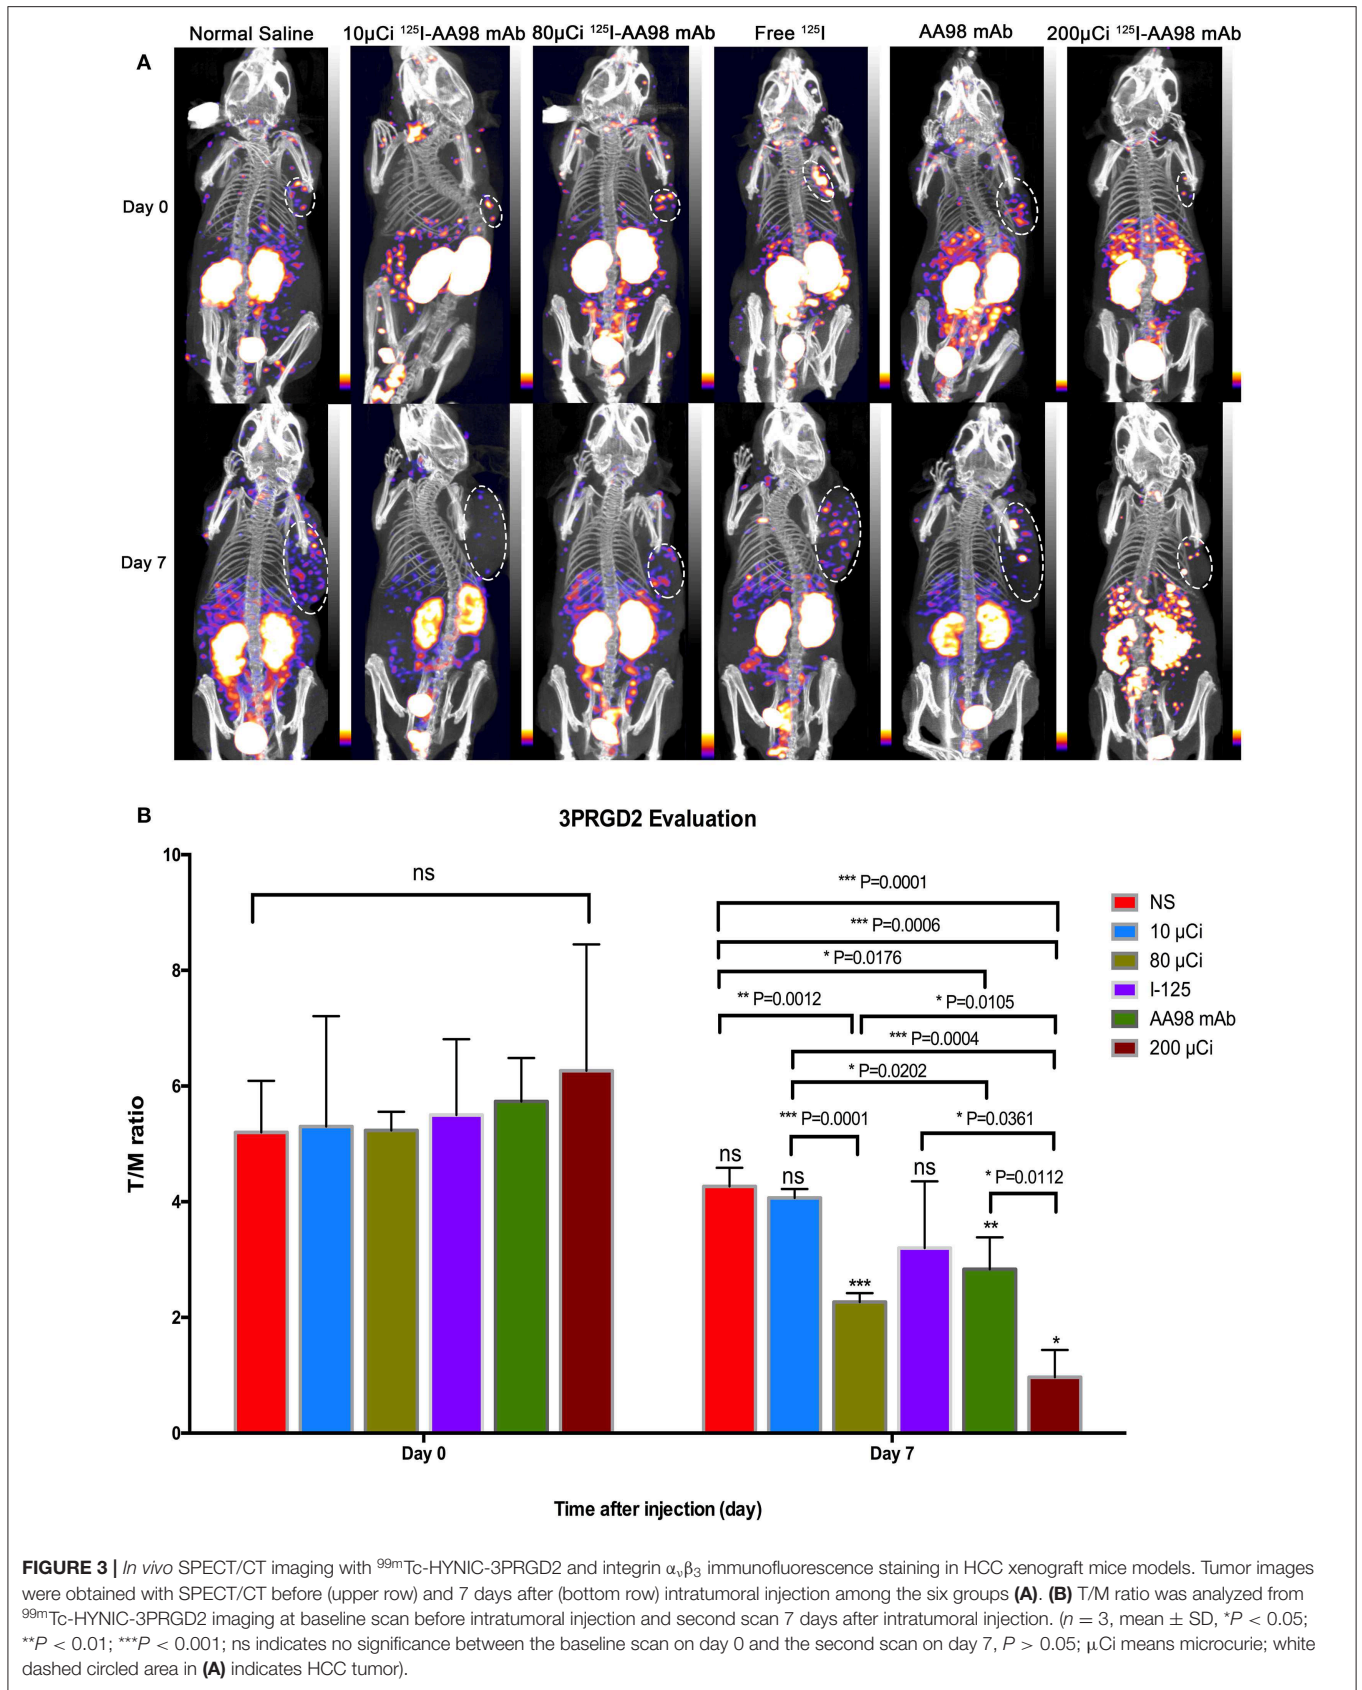 Normal Saline 10μCi ¹²⁵I-AA98 mAb 80μCi ¹²⁵I-AA98 mAb Free ¹²⁵I AA98 mAb 200μCi ¹²⁵I-AA98 mAb
A
Day 0
Day 7
B
3PRGD2 Evaluation
10
8
6
4
2
0
T/M ratio
ns
*** P=0.0001
*** P=0.0006
* P=0.0176
** P=0.0012
* P=0.0105
*** P=0.0004
* P=0.0202
*** P=0.0001
* P=0.0361
* P=0.0112
ns
ns
***
ns
**
*
NS
10 μCi
80 μCi
I-125
AA98 mAb
200 μCi
Day 0 Day 7
Time after injection (day)
FIGURE 3 | In vivo SPECT/CT imaging with ⁹⁹ᵐTc-HYNIC-3PRGD2 and integrin αᵥβ₃ immunofluorescence staining in HCC xenograft mice models. Tumor images
were obtained with SPECT/CT before (upper row) and 7 days after (bottom row) intratumoral injection among the six groups (A). (B) T/M ratio was analyzed from
⁹⁹ᵐTc-HYNIC-3PRGD2 imaging at baseline scan before intratumoral injection and second scan 7 days after intratumoral injection. (n = 3, mean ± SD, *P < 0.05;
**P < 0.01; ***P < 0.001; ns indicates no significance between the baseline scan on day 0 and the second scan on day 7, P > 0.05; μCi means microcurie; white
dashed circled area in (A) indicates HCC tumor).